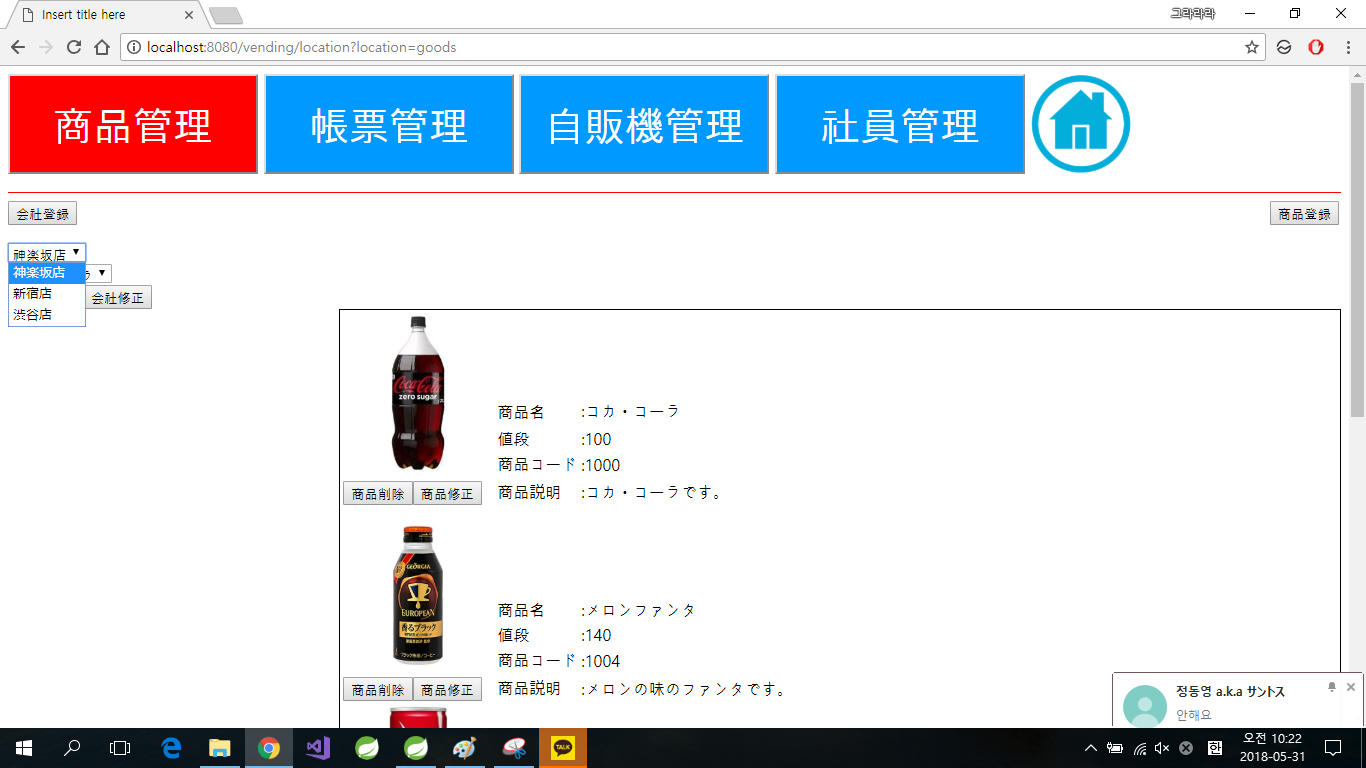 Insert title here
그라라라
localhost:8080/vending/location?location=goods
商品管理
帳票管理
自販機管理
社員管理
会社登録
商品登録
神楽坂店
神楽坂店
新宿店
渋谷店
会社修正
Coca-Cola
zero sugar
商品名 :コカ・コーラ
値段 :100
商品コード :1000
商品削除 商品修正
商品説明 :コカ・コーラです。
GEORGIA
EUROPEAN
香るブラック
商品名 :メロンファンタ
値段 :140
商品コード :1004
商品削除 商品修正
商品説明 :メロンの味のファンタです。
정동영 a.k.a サントス
안해요
TALK
한
오전 10:22
2018-05-31